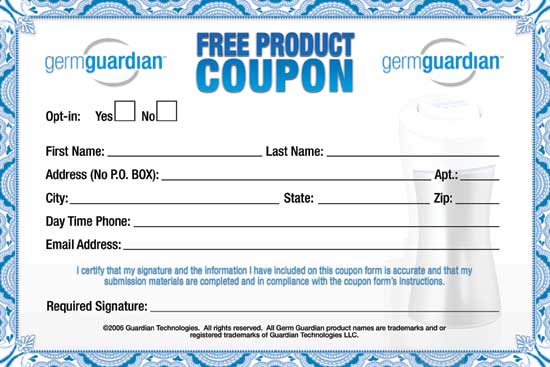 germguardian™ FREE PRODUCT COUPON germguardian™
Opt-in: Yes No
First Name: Last Name:
Address (No P.O. BOX): Apt.:
City: State: Zip:
Day Time Phone:
Email Address:
I certify that my signature and the information I have included on this coupon form is accurate and that my
submission materials are completed and in compliance with the coupon form's instructions.
Required Signature:
©2005 Guardian Technologies. All rights reserved. All Germ Guardian product names are trademarks and or
registered trademarks of Guardian Technologies LLC.